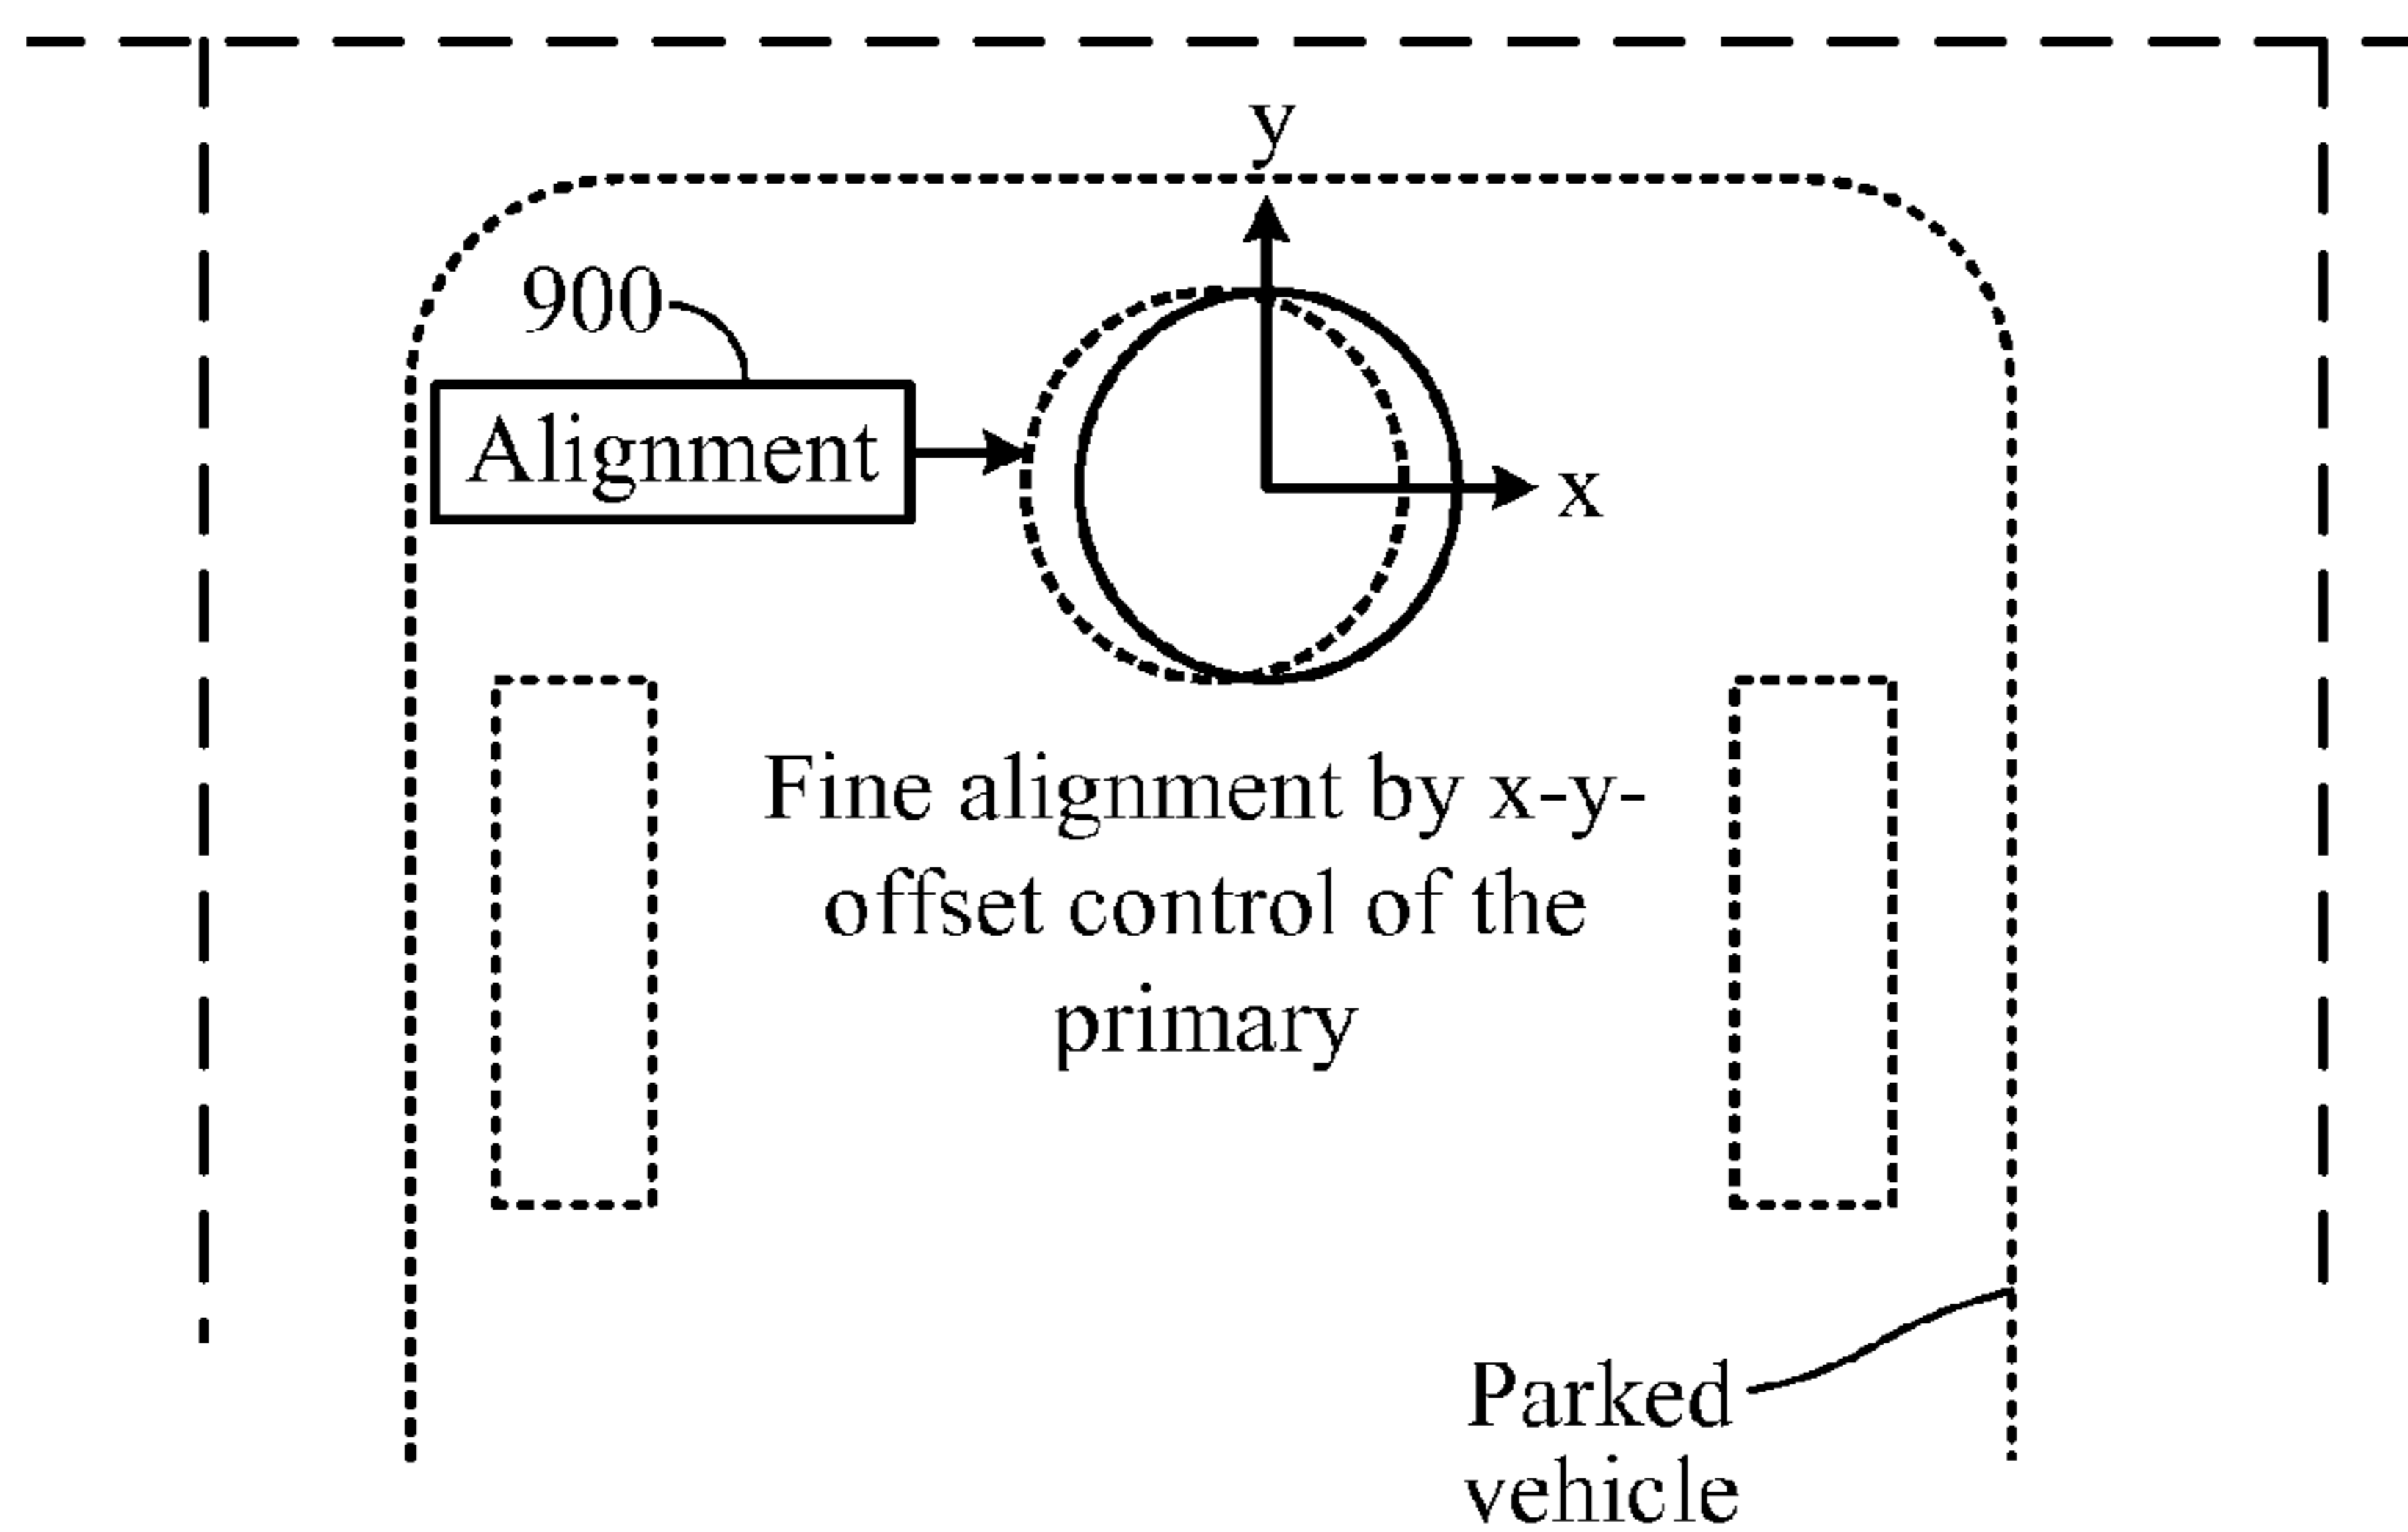 y
900
Alignment
x
Fine alignment by x-y-
offset control of the
primary
Parked
vehicle